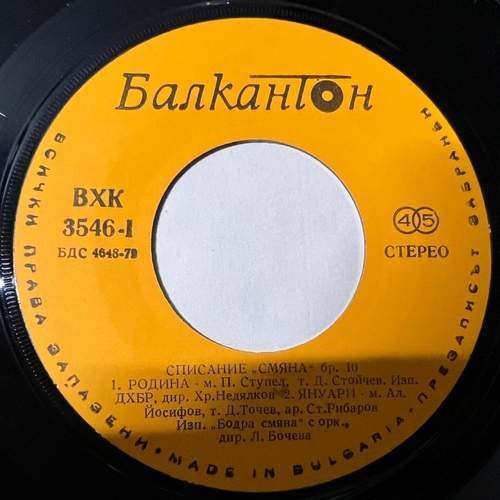 Балкантон
ВХК
3546-I
БДС 4648-79
45
СТЕРЕО
СПИСАНИЕ „СМЯНА" бр. 10
1. РОДИНА - м. П. Ступел, т. Д. Стойчев. Изп.
ДХБР, дир. Хр.Недялков 2. ЯНУАРИ - м. Ал.
Йосифов, т. Д.Точев, ар. Ст.Рибаров
Изп. „Бодра смяна" с орк.,
дир. Л. Бочева
ВСИЧКИ ПРАВА ЗАПАЗЕНИ • MADE IN BULGARIA • ПРЕЗАПИСЪТ ЗАБРАНЕН